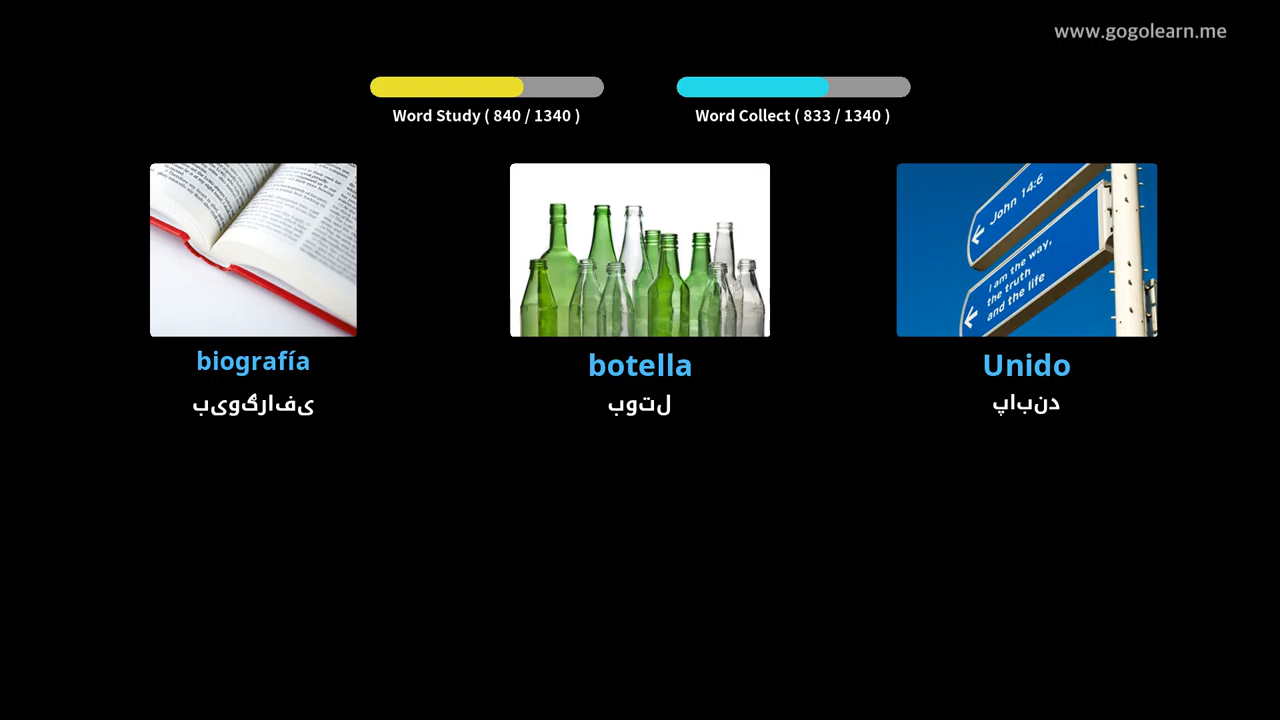 www.gogolearn.me
Word Study ( 840 / 1340 )
Word Collect ( 833 / 1340 )
John 14:6
I am the way,
the truth
and the life
biografía
botella
Unido
بیوگرافی
بوتل
پابند